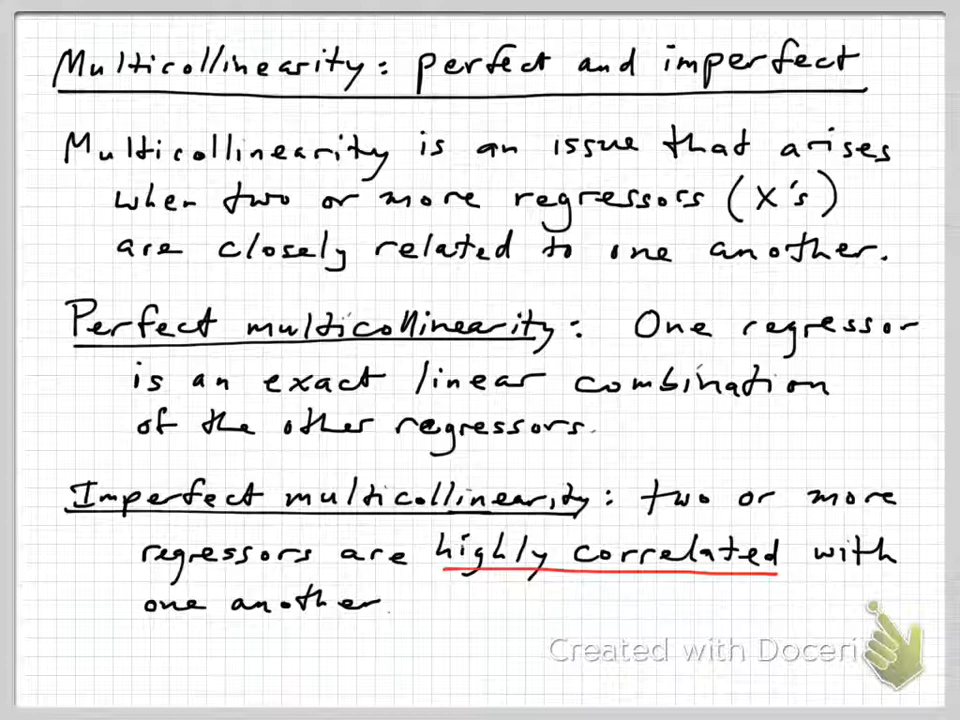 Multicollinearity: perfect and imperfect
Multicollinearity is an issue that arises
when two or more regressors (X's)
are closely related to one another.
Perfect multicollinearity: One regressor
is an exact linear combination
of the other regressors.
Imperfect multicollinearity: two or more
regressors are highly correlated with
one another.
Created with Doceri